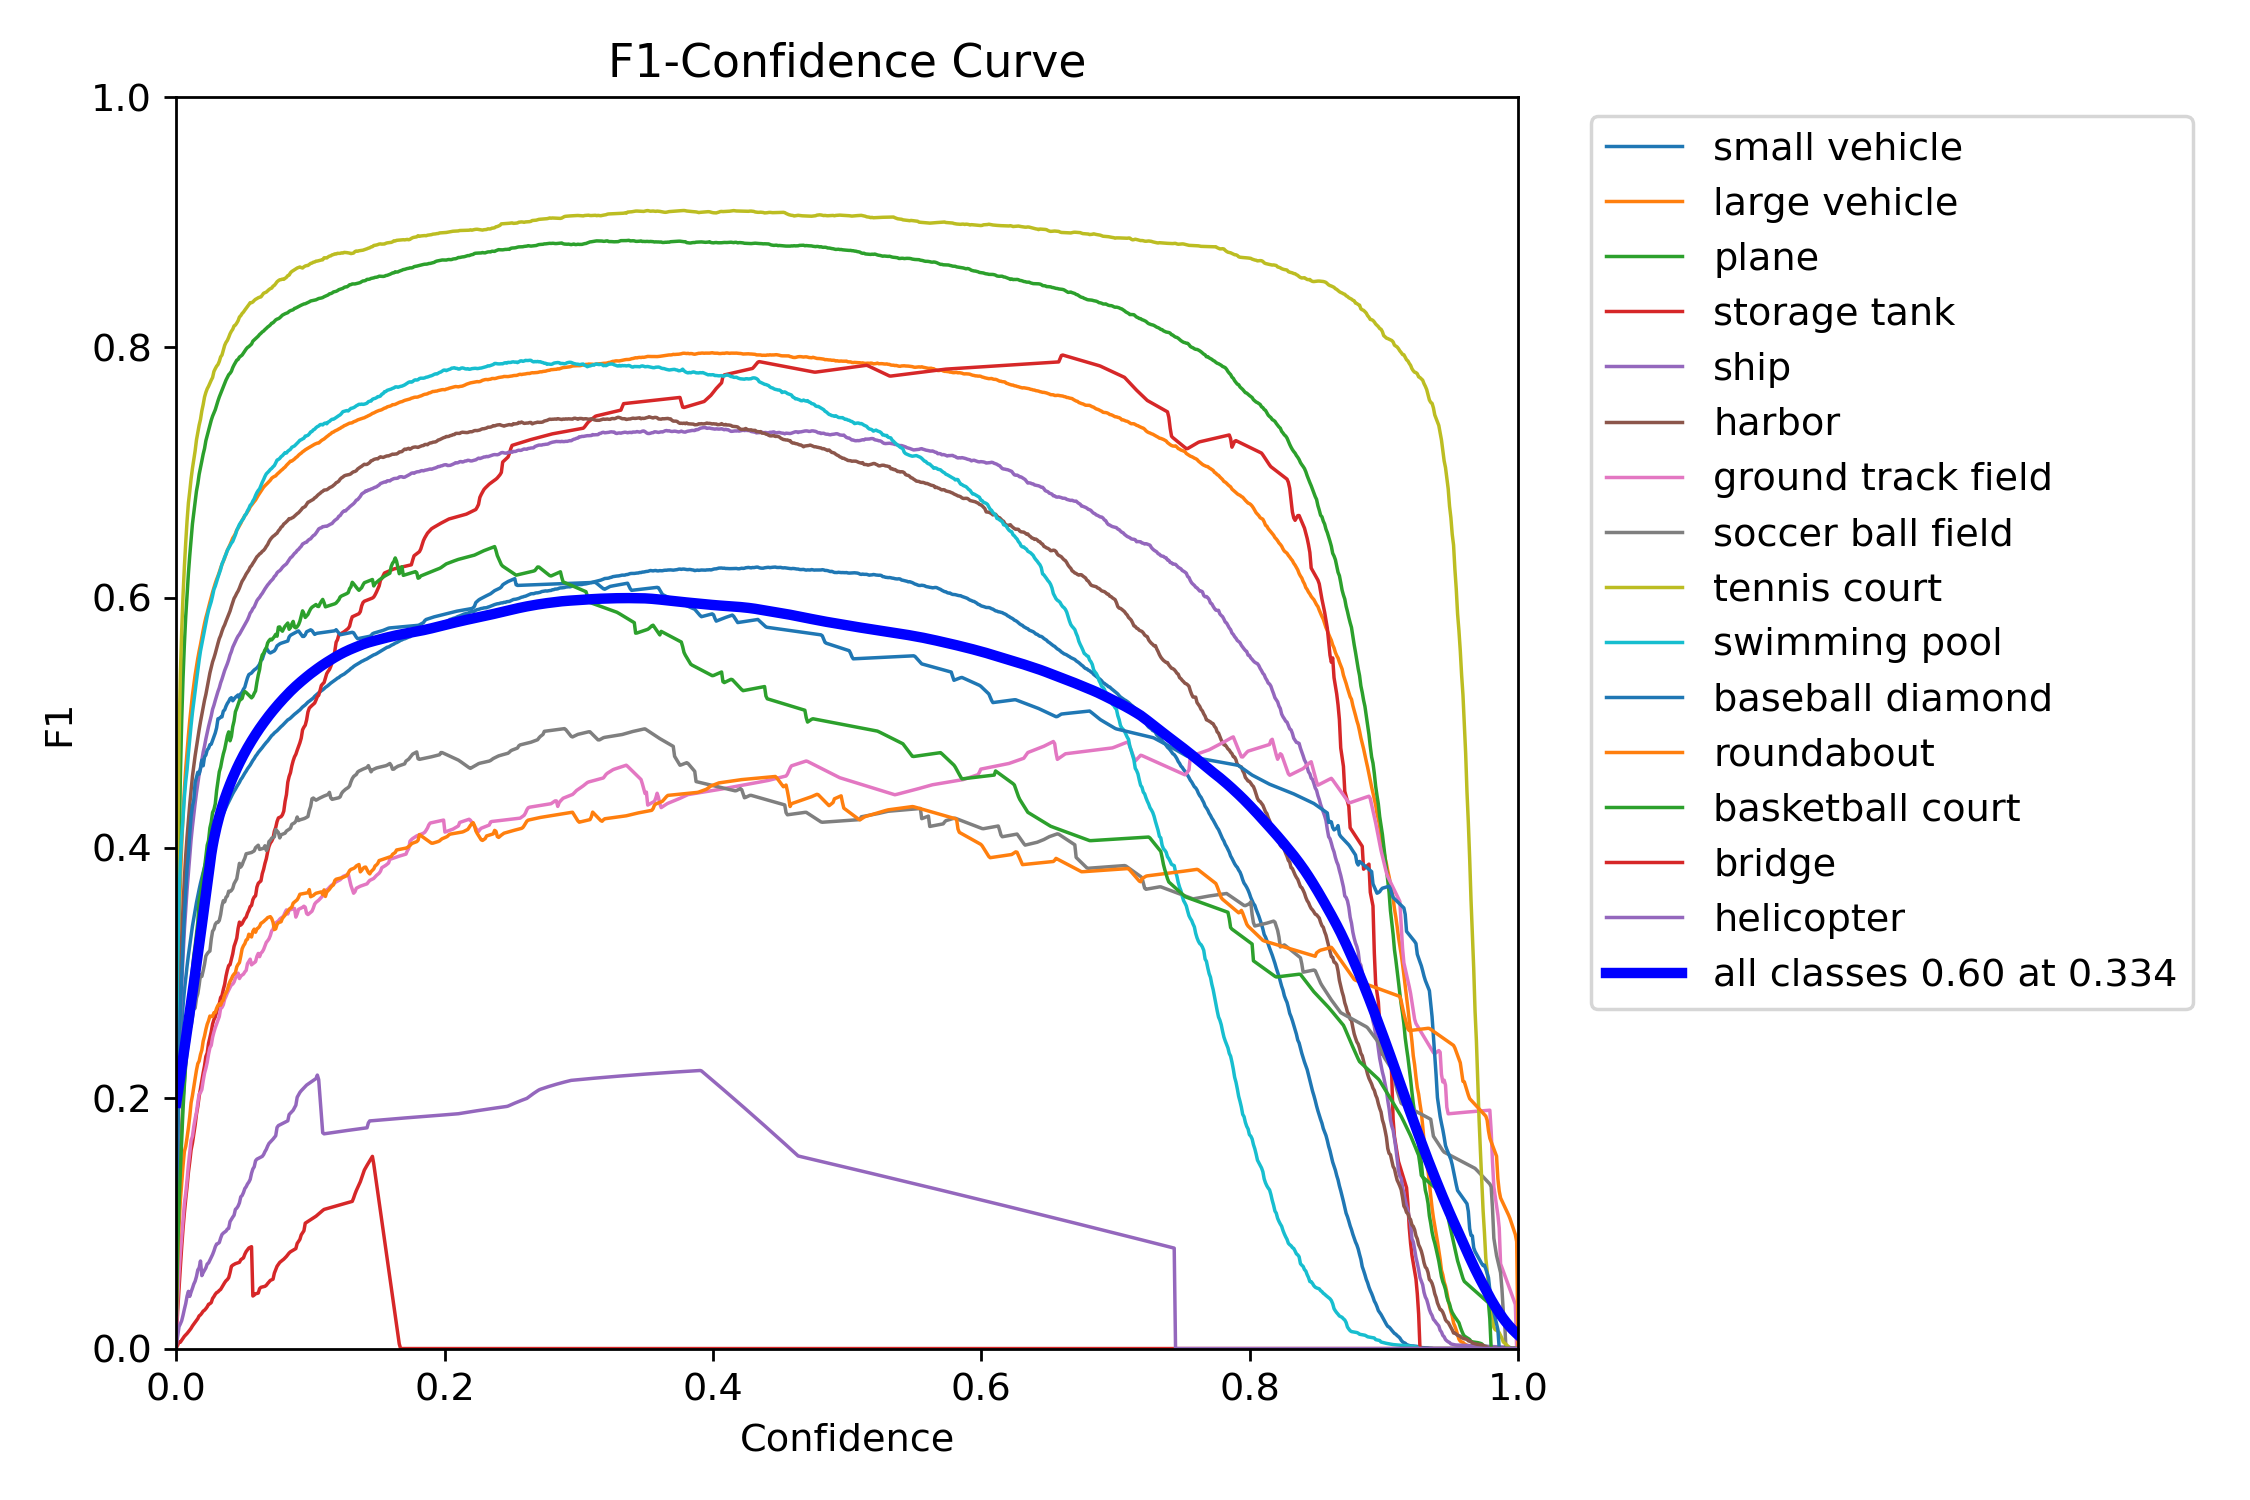 F1-Confidence Curve
1.0
0.8
0.6
0.4
0.2
0.0
F1
0.0 0.2 0.4 0.6 0.8 1.0
Confidence
small vehicle
large vehicle
plane
storage tank
ship
harbor
ground track field
soccer ball field
tennis court
swimming pool
baseball diamond
roundabout
basketball court
bridge
helicopter
all classes 0.60 at 0.334